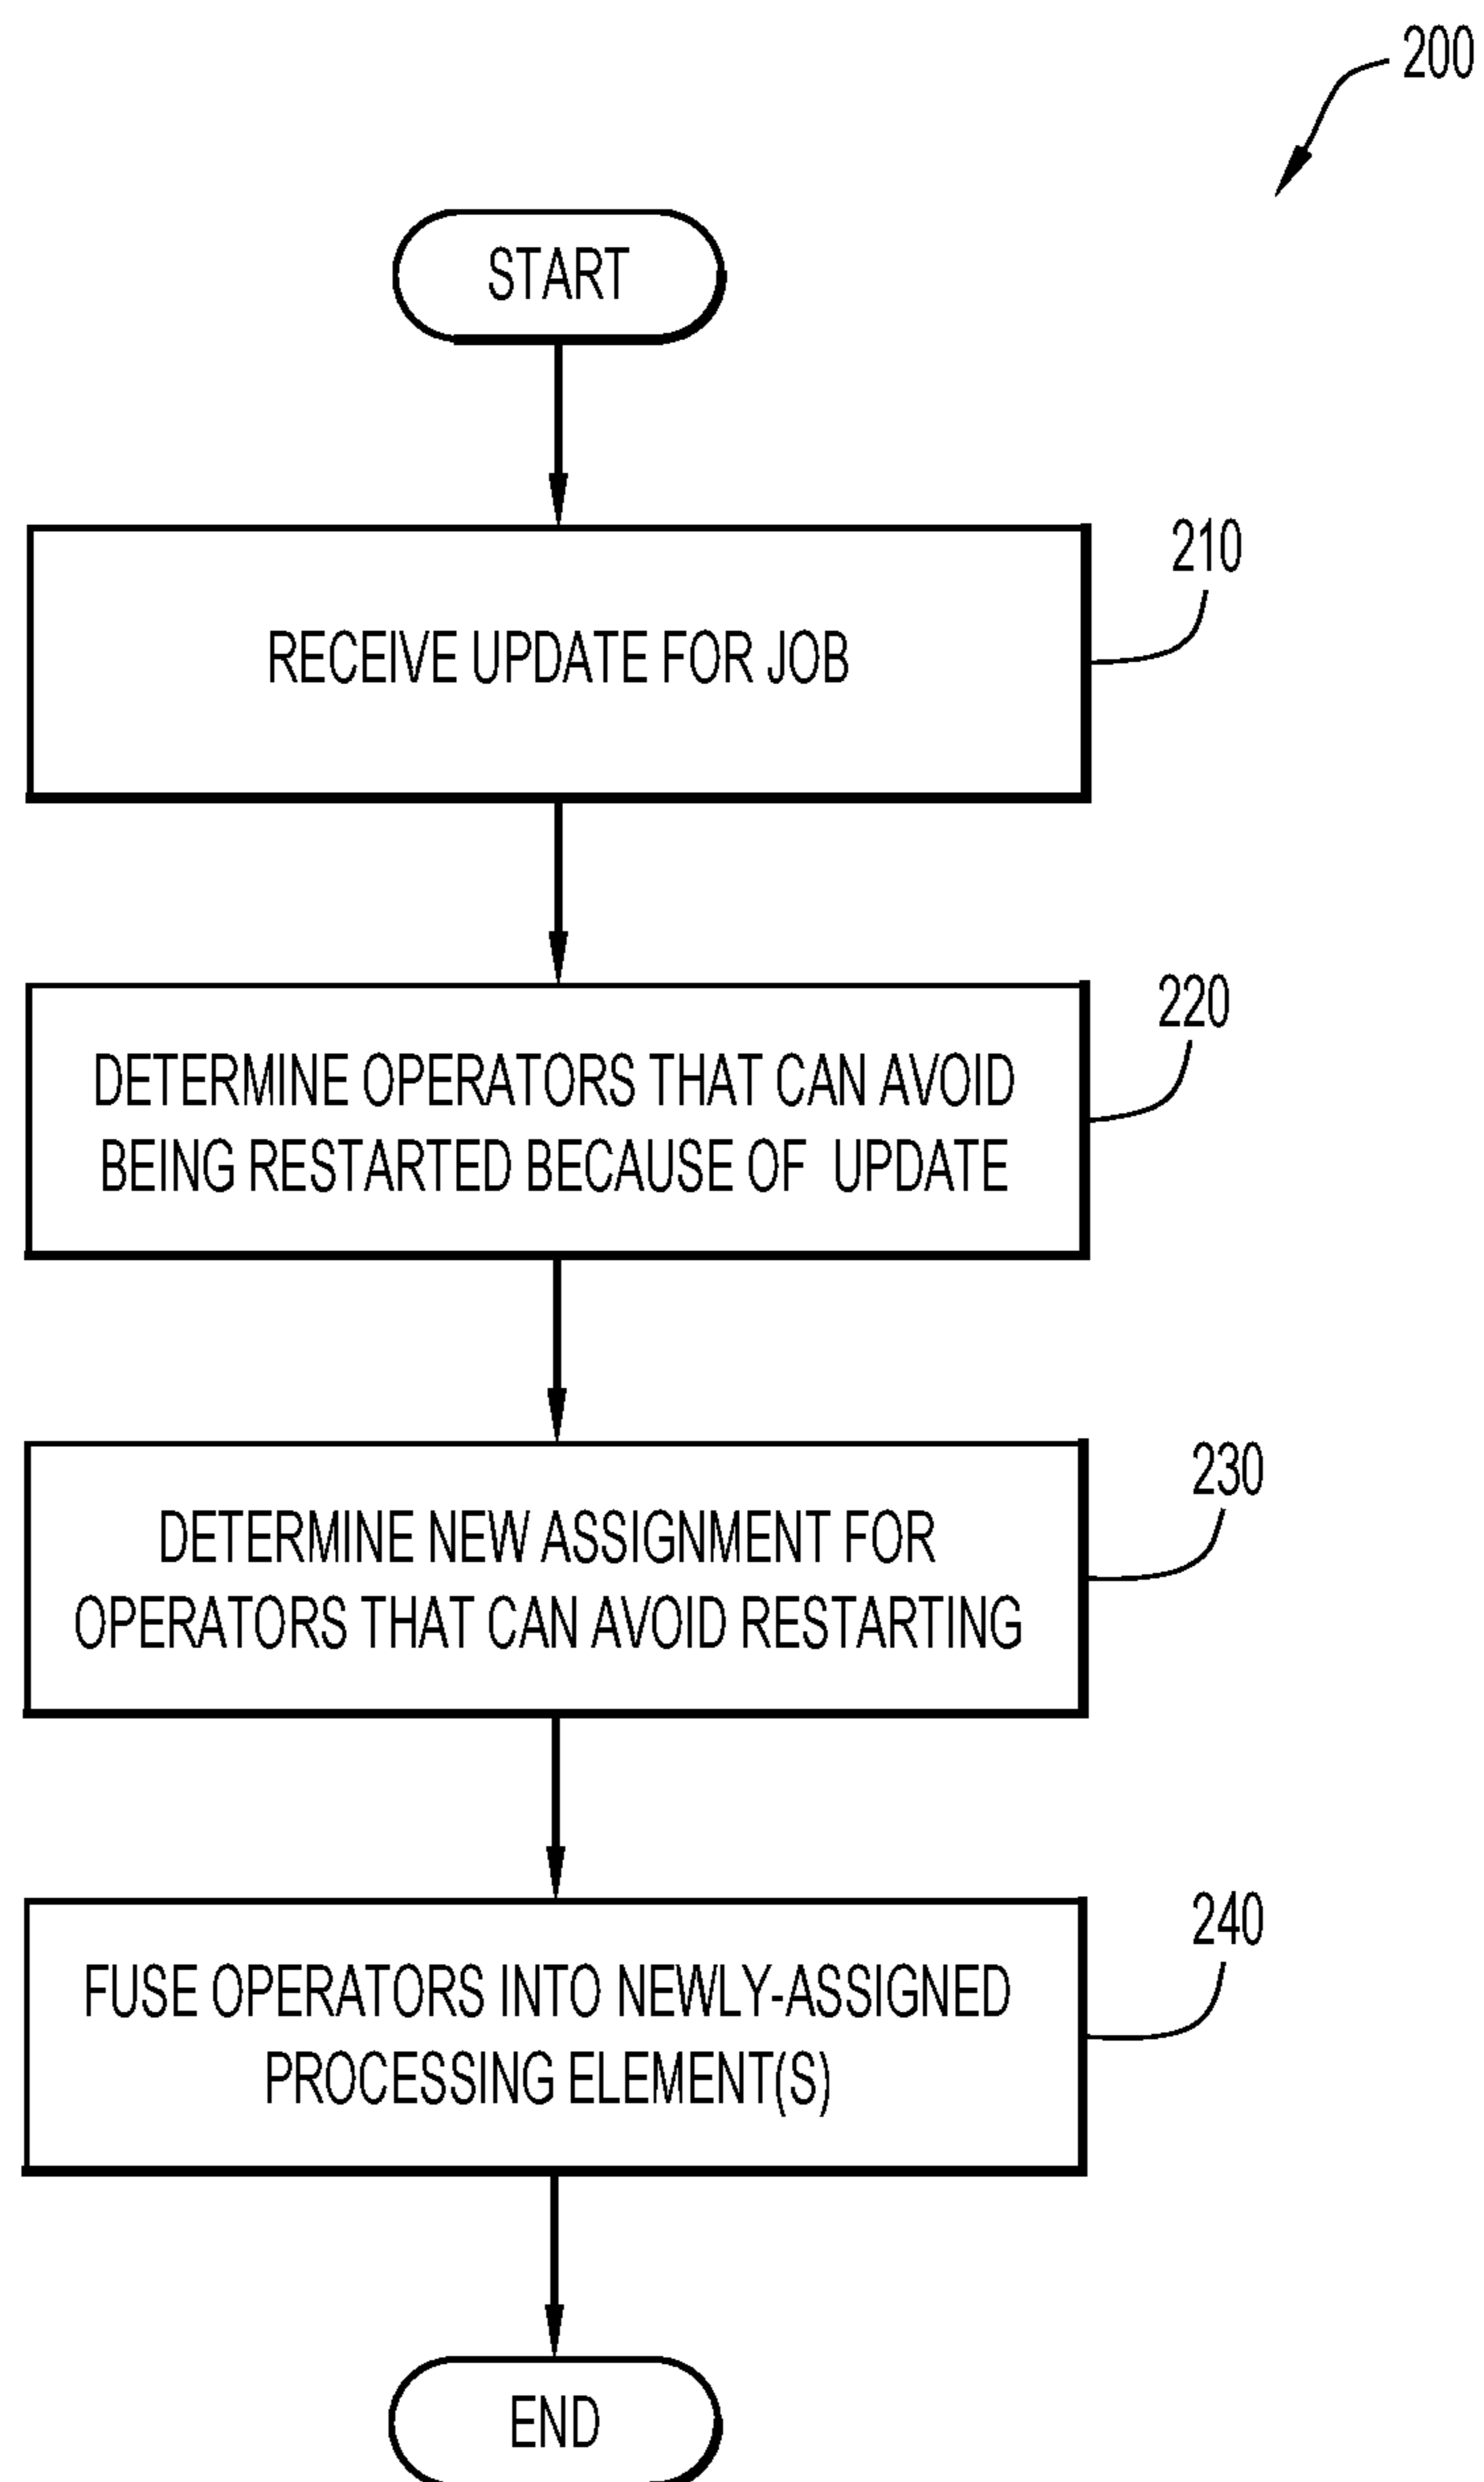 200
START
210
RECEIVE UPDATE FOR JOB
220
DETERMINE OPERATORS THAT CAN AVOID
BEING RESTARTED BECAUSE OF UPDATE
230
DETERMINE NEW ASSIGNMENT FOR
OPERATORS THAT CAN AVOID RESTARTING
240
FUSE OPERATORS INTO NEWLY-ASSIGNED
PROCESSING ELEMENT(S)
END